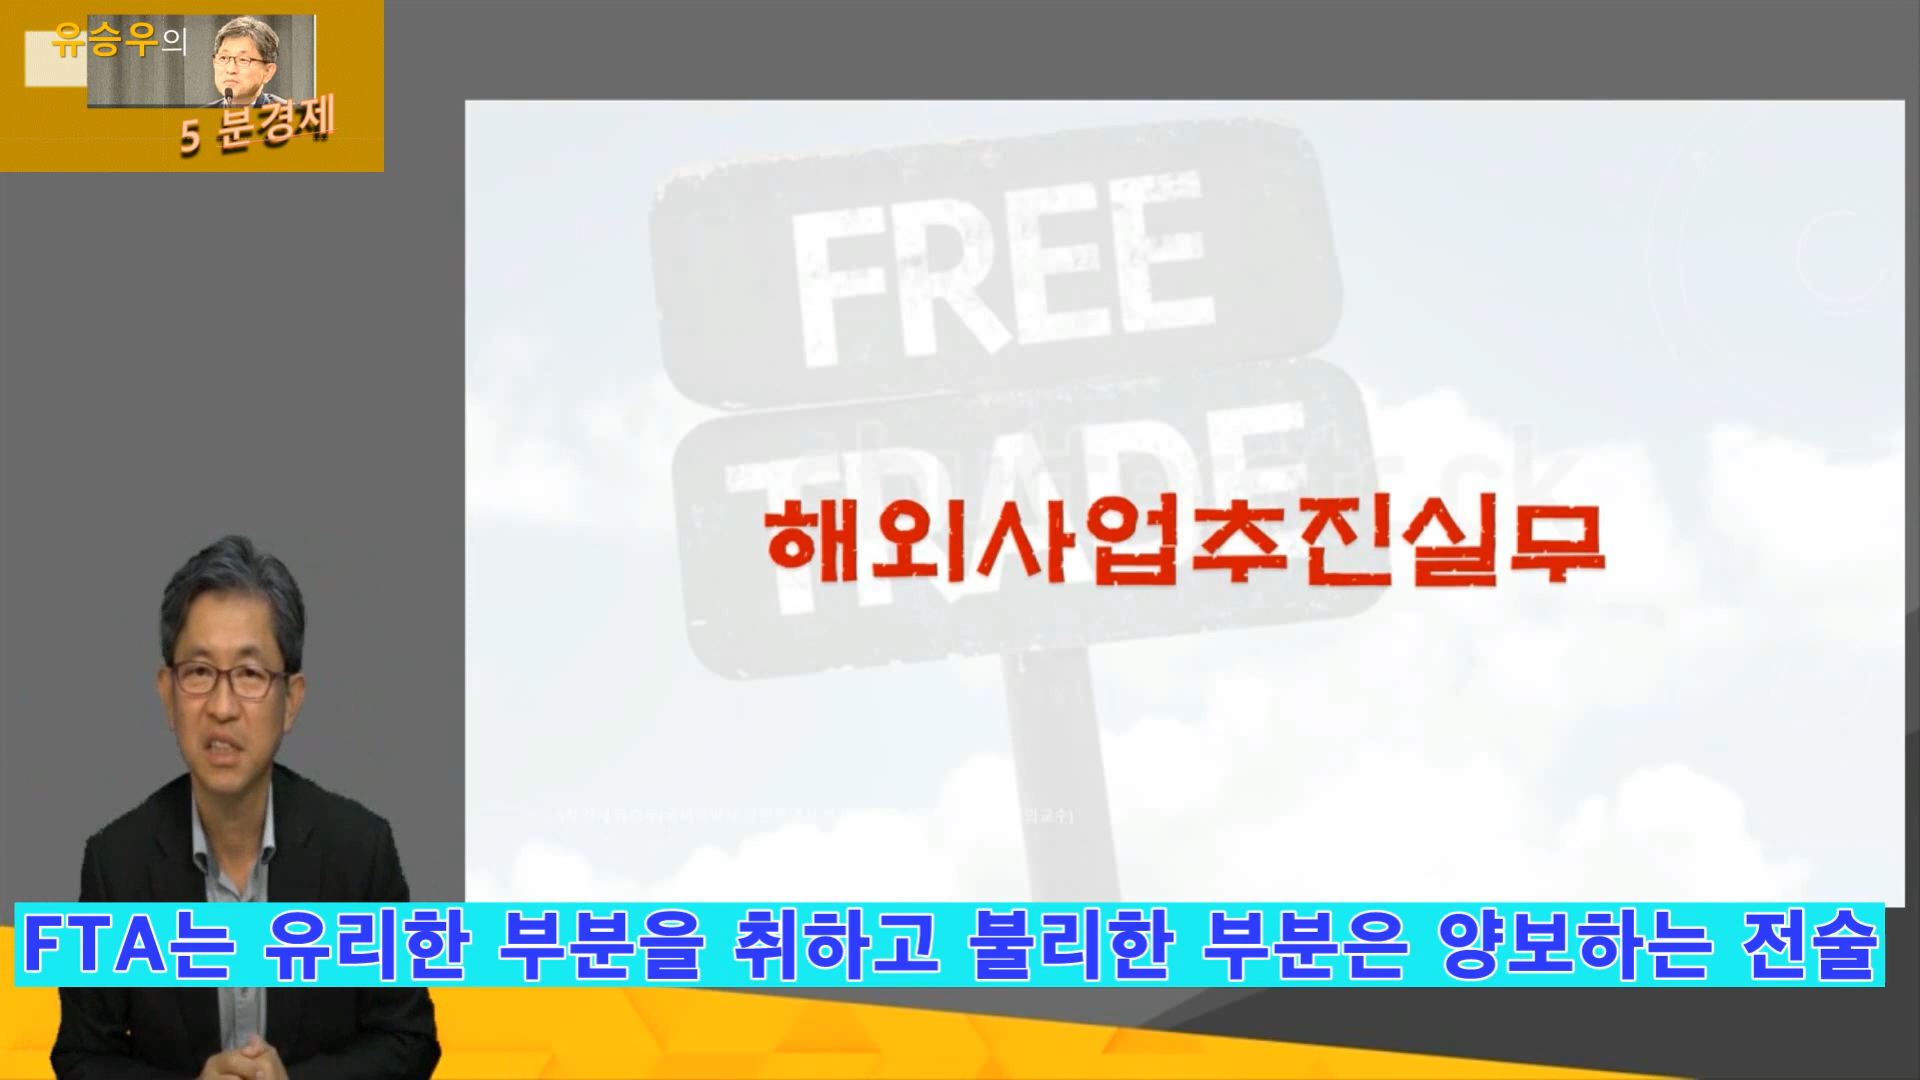 유승우의
5 분경제
FREE
TRADE
해외사업추진실무
FTA는 유리한 부분을 취하고 불리한 부분은 양보하는 전술